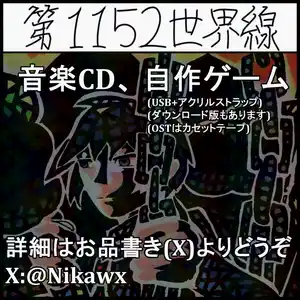 第1152世界線
音楽CD、自作ゲーム
(USB+アクリルストラップ)
(ダウンロード版もあります)
(OSTはカセットテープ)
詳細はお品書き(X)よりどうぞ
X:@Nikawx